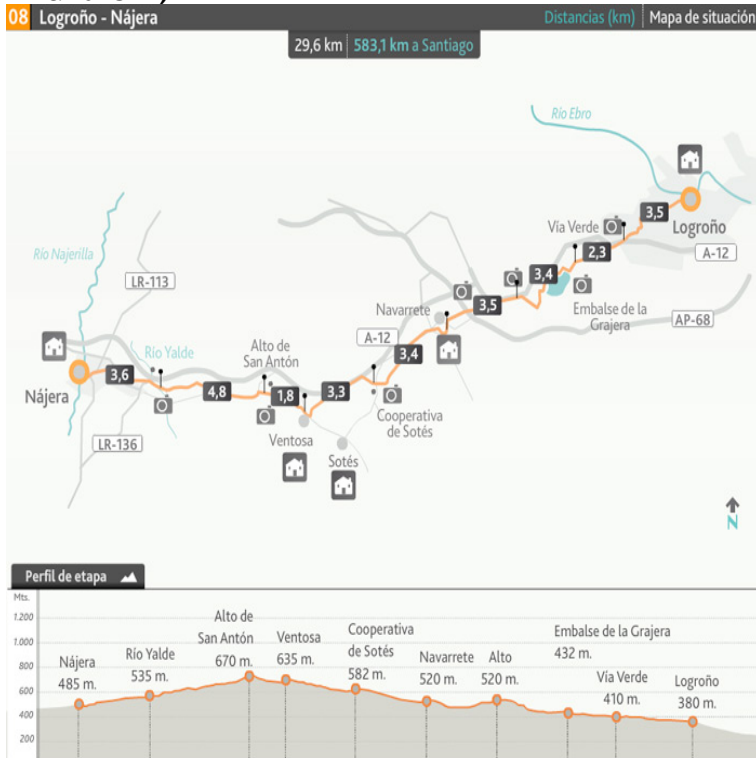 08 Logroño - Nájera
Distancias (km) Mapa de situación
29,6 km 583,1 km a Santiago
Río Ebro
3,5
Logroño
Vía Verde
2,3
A-12
3,4
Embalse de la
Grajera
AP-68
Río Najerilla
LR-113
Navarrete
3,5
A-12
3,4
Río Yalde
Alto de
San Antón
3,6
4,8
1,8
3,3
Nájera
Cooperativa
de Sotés
LR-136
Ventosa
Sotés
N
Perfil de etapa
Mts.
1.200
1.000
800
600
400
200
Nájera
485 m.
Río Yalde
535 m.
Alto de
San Antón
670 m.
Ventosa
635 m.
Cooperativa
de Sotés
582 m.
Navarrete
520 m.
Alto
520 m.
Embalse de la Grajera
432 m.
Vía Verde
410 m.
Logroño
380 m.